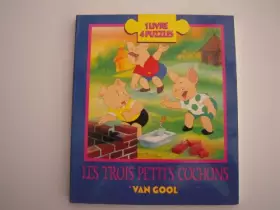 1 LIVRE
4 PUZZLES
LES TROIS PETITS COCHONS
VAN GOOL